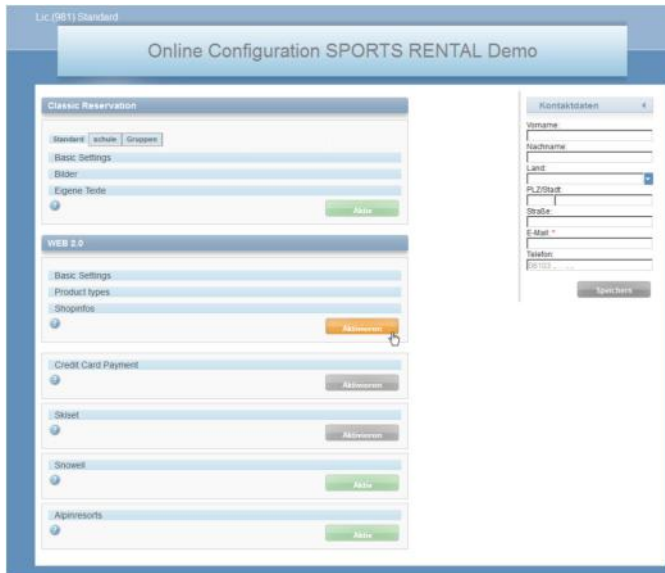 Lic.(981) Standard
Online Configuration SPORTS RENTAL Demo
Classic Reservation
Standard schule Gruppen
Basic Settings
Bilder
Eigene Texte
Aktiv
WEB 2.0
Basic Settings
Product types
Shopinfos
Aktivieren
Credit Card Payment
Aktivieren
Skiset
Aktivieren
Snowell
Aktiv
Alpinresorts
Aktiv
Kontaktdaten
Vorname:
Nachname:
Land:
PLZ/Stadt:
Straße:
E-Mail: *
Telefon:
06103
Speichern